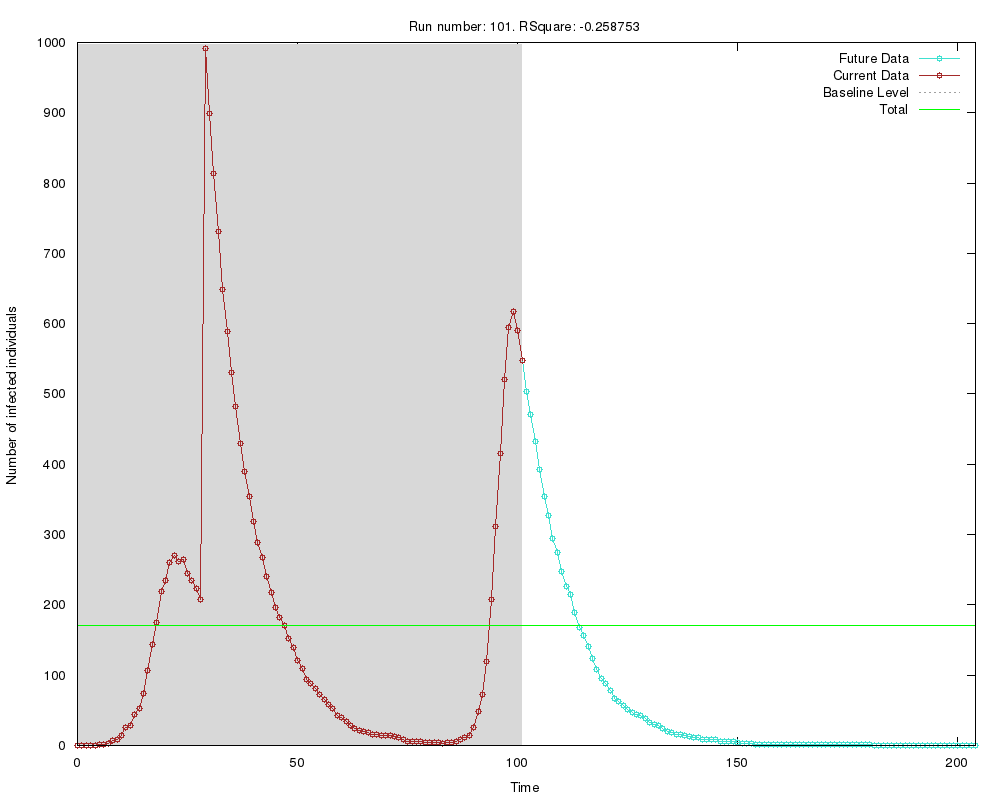 Run number: 101. RSquare: -0.258753
Future Data
Current Data
Baseline Level
Total
Number of infected individuals
1000
900
800
700
600
500
400
300
200
100
0
0 50 100 150 200
Time